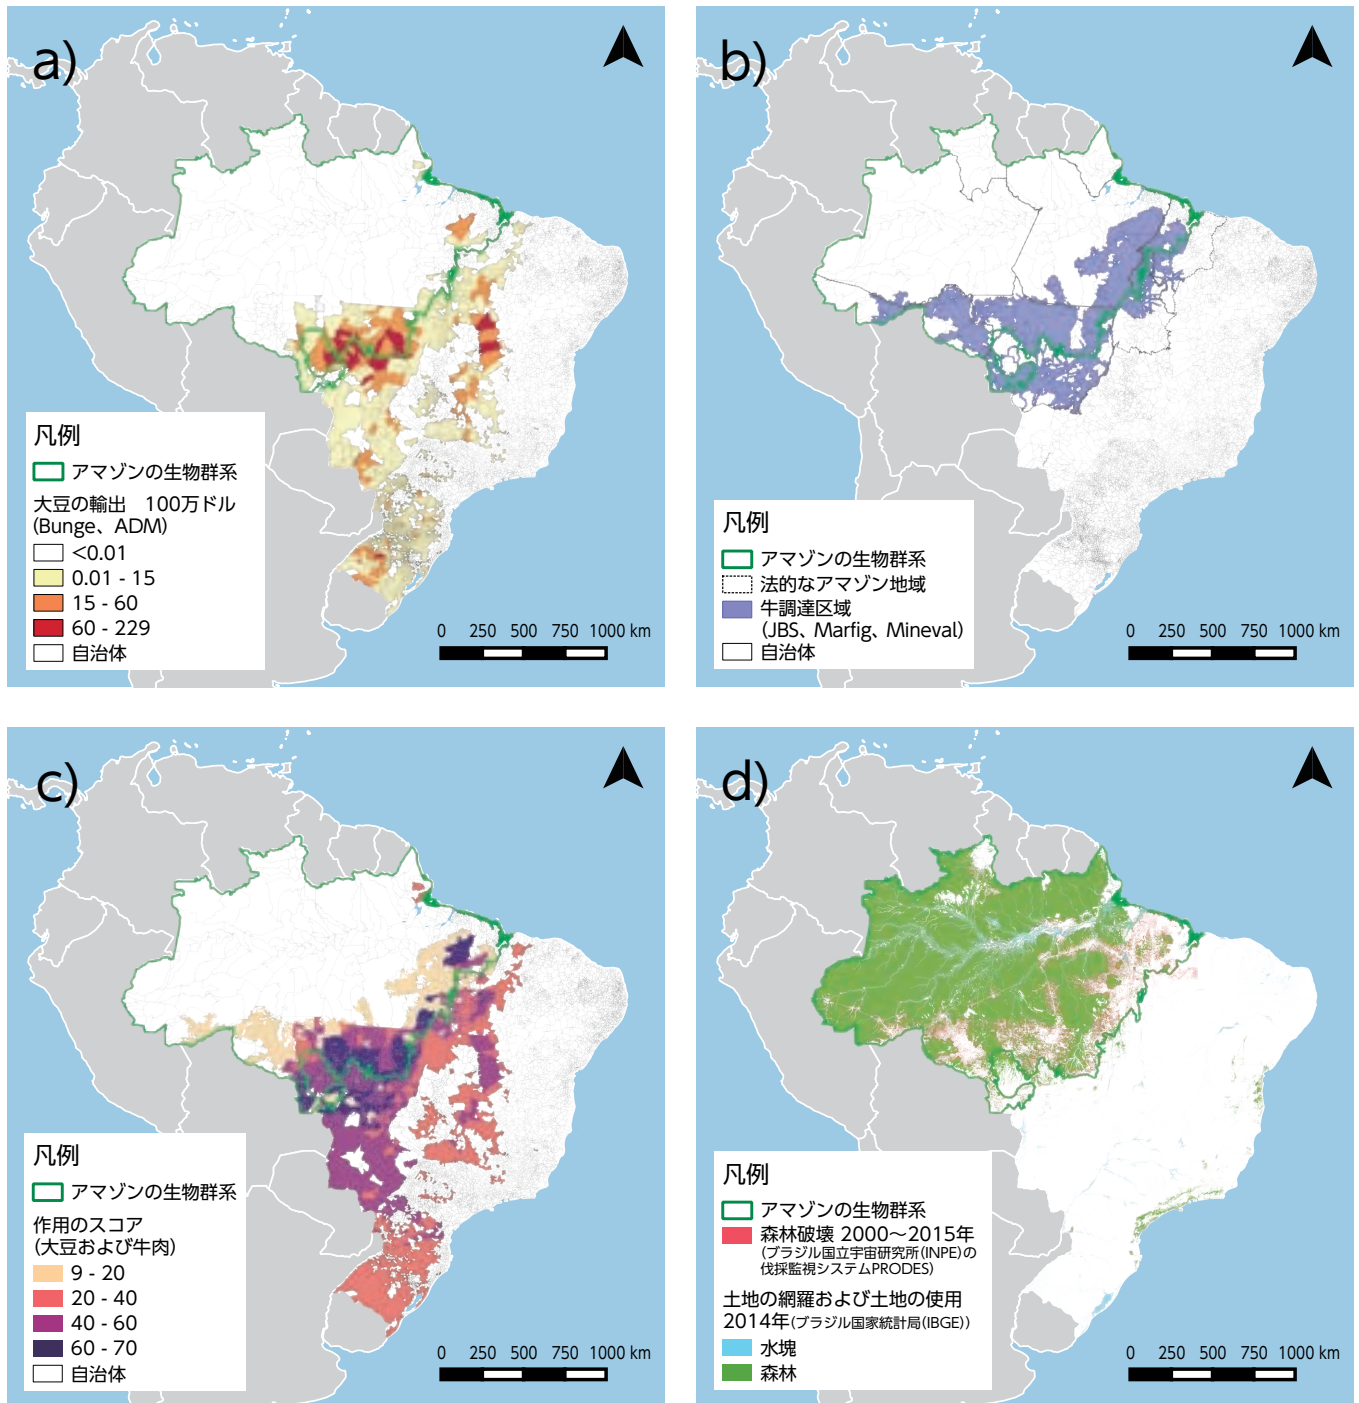 a)
凡例
アマゾンの生物群系
大豆の輸出　100万ドル
(Bunge、ADM)
<0.01
0.01 - 15
15 - 60
60 - 229
自治体
0 250 500 750 1000 km
b)
凡例
アマゾンの生物群系
法的なアマゾン地域
牛調達区域
(JBS、Marfig、Mineval)
自治体
0 250 500 750 1000 km
c)
凡例
アマゾンの生物群系
作用のスコア
(大豆および牛肉)
9 - 20
20 - 40
40 - 60
60 - 70
自治体
0 250 500 750 1000 km
d)
凡例
アマゾンの生物群系
森林破壊 2000〜2015年
(ブラジル国立宇宙研究所(INPE)の
伐採監視システムPRODES)
土地の網羅および土地の使用
2014年(ブラジル国家統計局(IBGE))
水塊
森林
0 250 500 750 1000 km